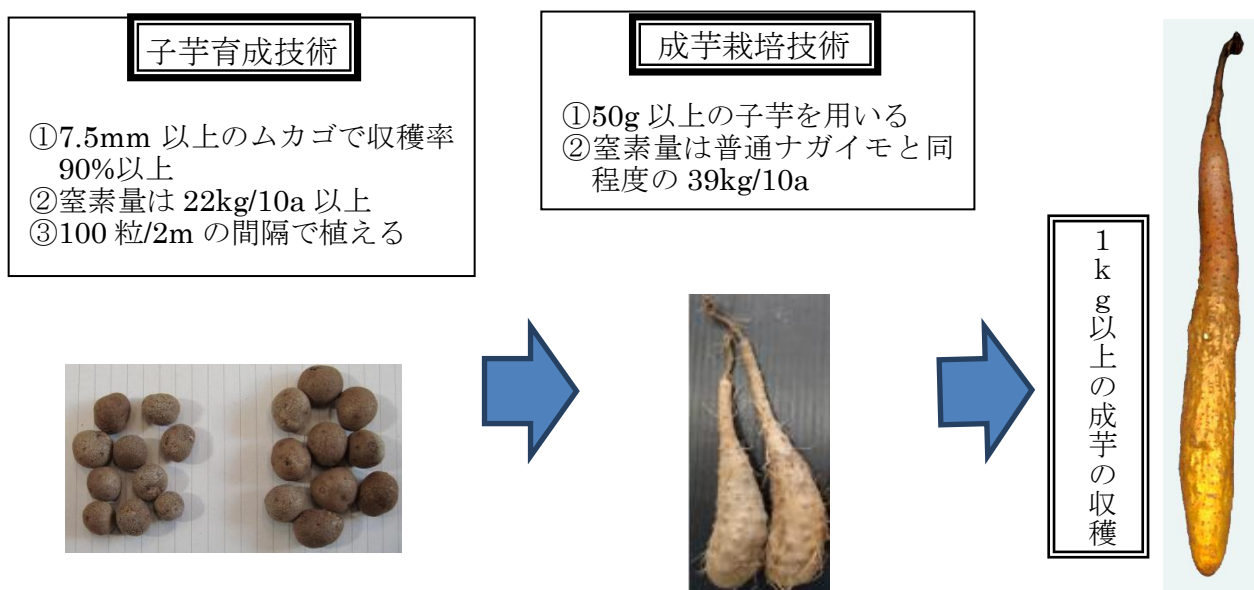 子芋育成技術
①7.5mm 以上のムカゴで収穫率
90%以上
②窒素量は 22kg/10a 以上
③100 粒/2m の間隔で植える
成芋栽培技術
①50g 以上の子芋を用いる
②窒素量は普通ナガイモと同
程度の 39kg/10a
1kg以上の成芋の収穫